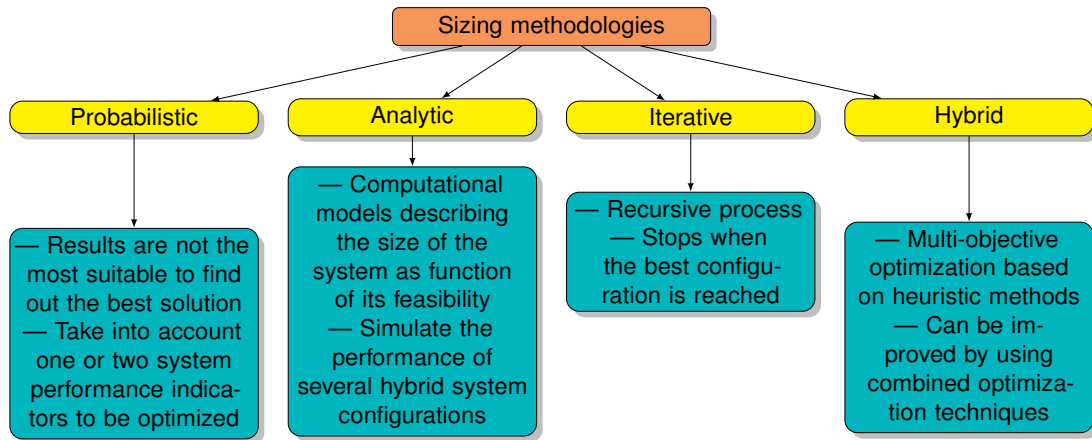 Sizing methodologies
Probabilistic
Analytic
Iterative
Hybrid
— Results are not the
most suitable to find
out the best solution
— Take into account
one or two system
performance indica-
tors to be optimized
— Computational
models describing
the size of the
system as function
of its feasibility
— Simulate the
performance of
several hybrid system
configurations
— Recursive process
— Stops when
the best configu-
ration is reached
— Multi-objective
optimization based
on heuristic methods
— Can be im-
proved by using
combined optimiza-
tion techniques